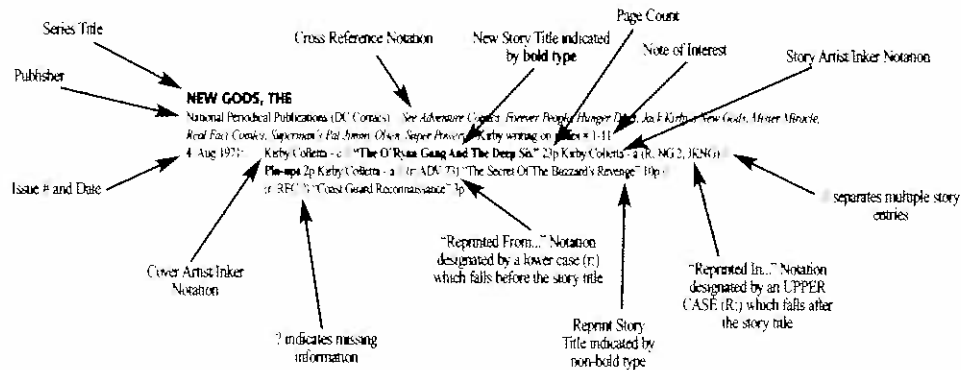 Series Title
Cross Reference Notation
New Story Title indicated
by bold type
Page Count
Note of Interest
Story Artist Inker Notation
Publisher
NEW GODS, THE
National Periodical Publications (DC Comics) See Adventure Comics, Forever People, Hunger Dogs, Jack Kirby's New Gods, Mister Miracle,
Real Fact Comics, Superman's Pal Jimmy Olsen, Super Powers Kirby writing on # 1-11
4 Aug 1971 Kirby Colletta - c "The O'Ryan Gang And The Deep Six" 23p Kirby Colletta - a (R: NG 2, JKNG)
Pin-ups 2p Kirby Colletta - a (r: ADV 73) "The Secret Of The Buzzard's Revenge" 10p
(r: RFC ?) "Coast Guard Reconnaissance" 3p
Issue # and Date
separates multiple story
entries
Cover Artist Inker
Notation
? indicates missing
information
"Reprinted From..." Notation
designated by a lower case (r:)
which falls before the story title
Reprint Story
Title indicated by
non-bold type
"Reprinted In..." Notation
designated by an UPPER
CASE (R:) which falls after
the story title